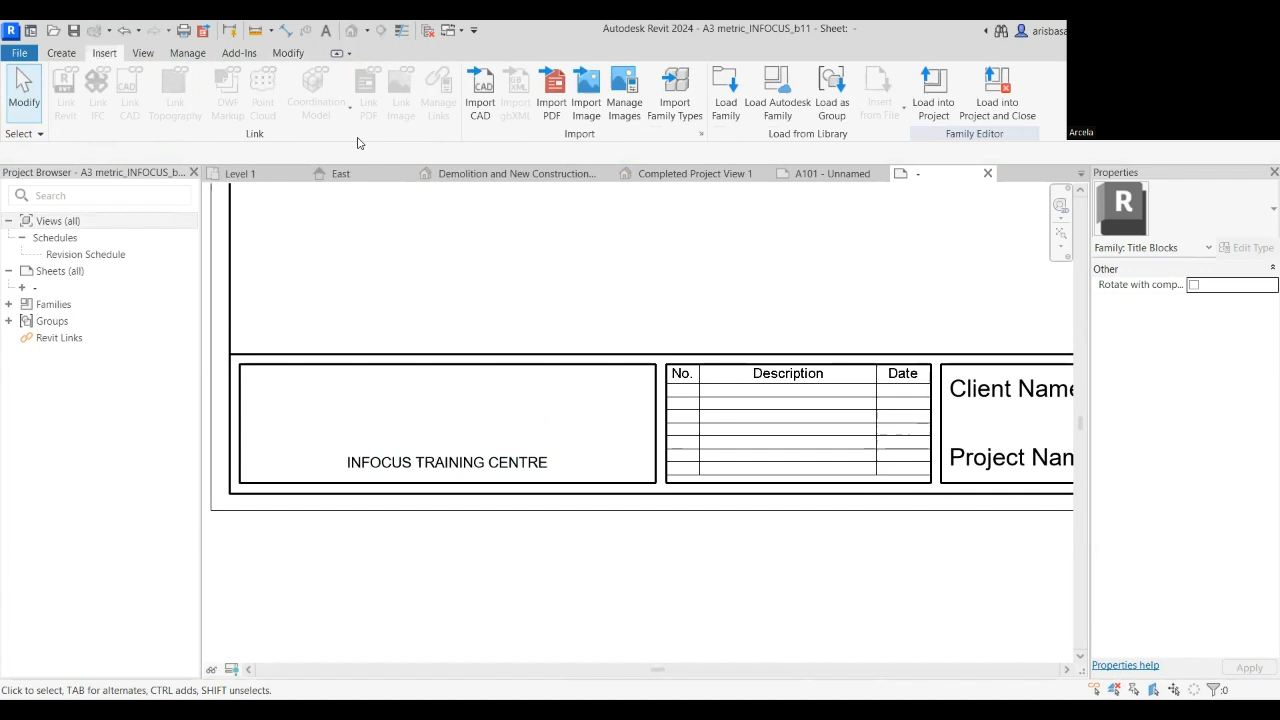 Autodesk Revit 2024 - A3 metric_INFOCUS_b11 - Sheet: -
arisbasa
File Insert Create View Manage Add-Ins Modify
Modify
Link Revit
Link IFC
Link CAD
Link Topography
DWF Markup
Point Cloud
Coordination Model
Link PDF
Link Image
Manage Links
Import CAD
Import gbXML
Import PDF
Import Image
Manage Images
Import Family Types
Load Family
Load Autodesk Family
Load as Group
Insert from File
Load into Project
Load into Project and Close
Arcela
Select
Link
Import
Load from Library
Family Editor
Project Browser - A3 metric_INFOCUS_b...
Level 1
East
Demolition and New Construction...
Completed Project View 1
A101 - Unnamed
-
Properties
Search
Views (all)
Schedules
Revision Schedule
Sheets (all)
-
Families
Groups
Revit Links
Family: Title Blocks
Edit Type
Other
Rotate with comp...
No. Description Date
Client Name
INFOCUS TRAINING CENTRE
Project Nam
Properties help
Apply
Click to select, TAB for alternates, CTRL adds, SHIFT unselects.
:0